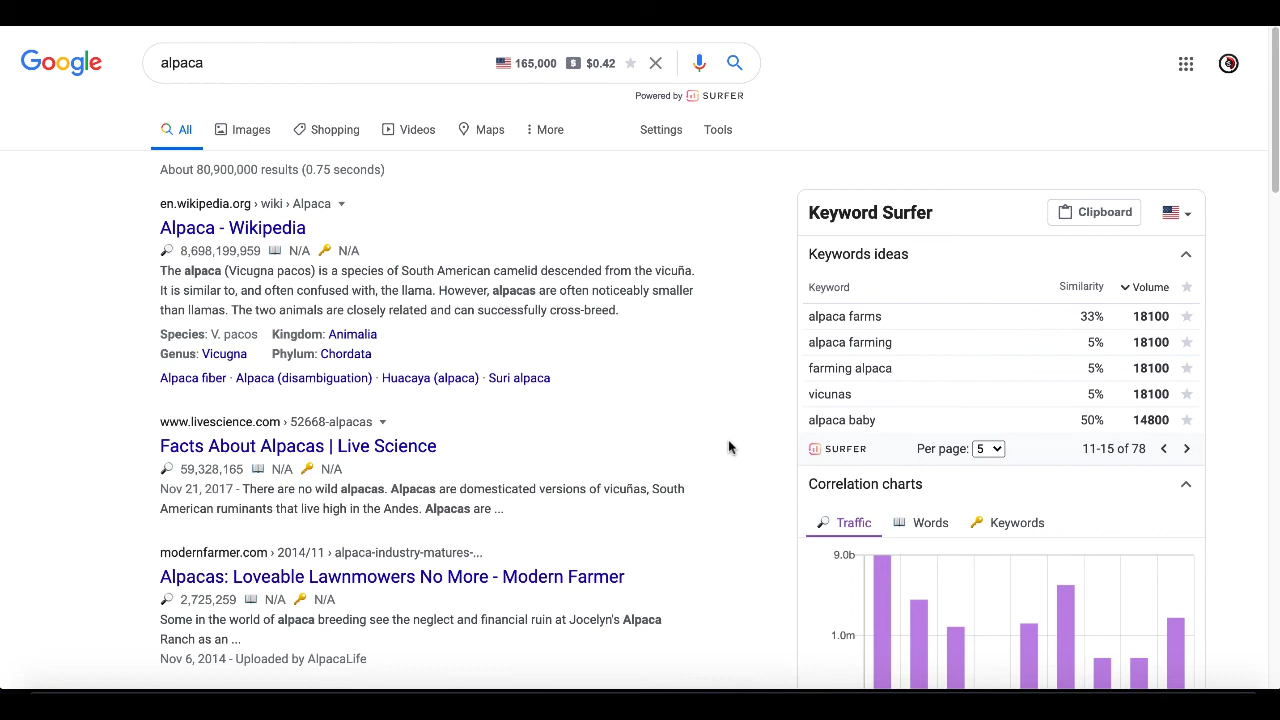 Google
alpaca 165,000 $ $0.42
Powered by SURFER
All Images Shopping Videos Maps More Settings Tools
About 80,900,000 results (0.75 seconds)
en.wikipedia.org › wiki › Alpaca
Alpaca - Wikipedia
8,698,199,959 N/A N/A
The alpaca (Vicugna pacos) is a species of South American camelid descended from the vicuña.
It is similar to, and often confused with, the llama. However, alpacas are often noticeably smaller
than llamas. The two animals are closely related and can successfully cross-breed.
Species: V. pacos Kingdom: Animalia
Genus: Vicugna Phylum: Chordata
Alpaca fiber · Alpaca (disambiguation) · Huacaya (alpaca) · Suri alpaca
www.livescience.com › 52668-alpacas
Facts About Alpacas | Live Science
59,328,165 N/A N/A
Nov 21, 2017 - There are no wild alpacas. Alpacas are domesticated versions of vicuñas, South
American ruminants that live high in the Andes. Alpacas are ...
modernfarmer.com › 2014/11 › alpaca-industry-matures-...
Alpacas: Loveable Lawnmowers No More - Modern Farmer
2,725,259 N/A N/A
Some in the world of alpaca breeding see the neglect and financial ruin at Jocelyn's Alpaca
Ranch as an ...
Nov 6, 2014 - Uploaded by AlpacaLife
Keyword Surfer Clipboard
Keywords ideas
Keyword Similarity Volume
alpaca farms 33% 18100
alpaca farming 5% 18100
farming alpaca 5% 18100
vicunas 5% 18100
alpaca baby 50% 14800
SURFER Per page: 5 11-15 of 78
Correlation charts
Traffic Words Keywords
9.0b
1.0m